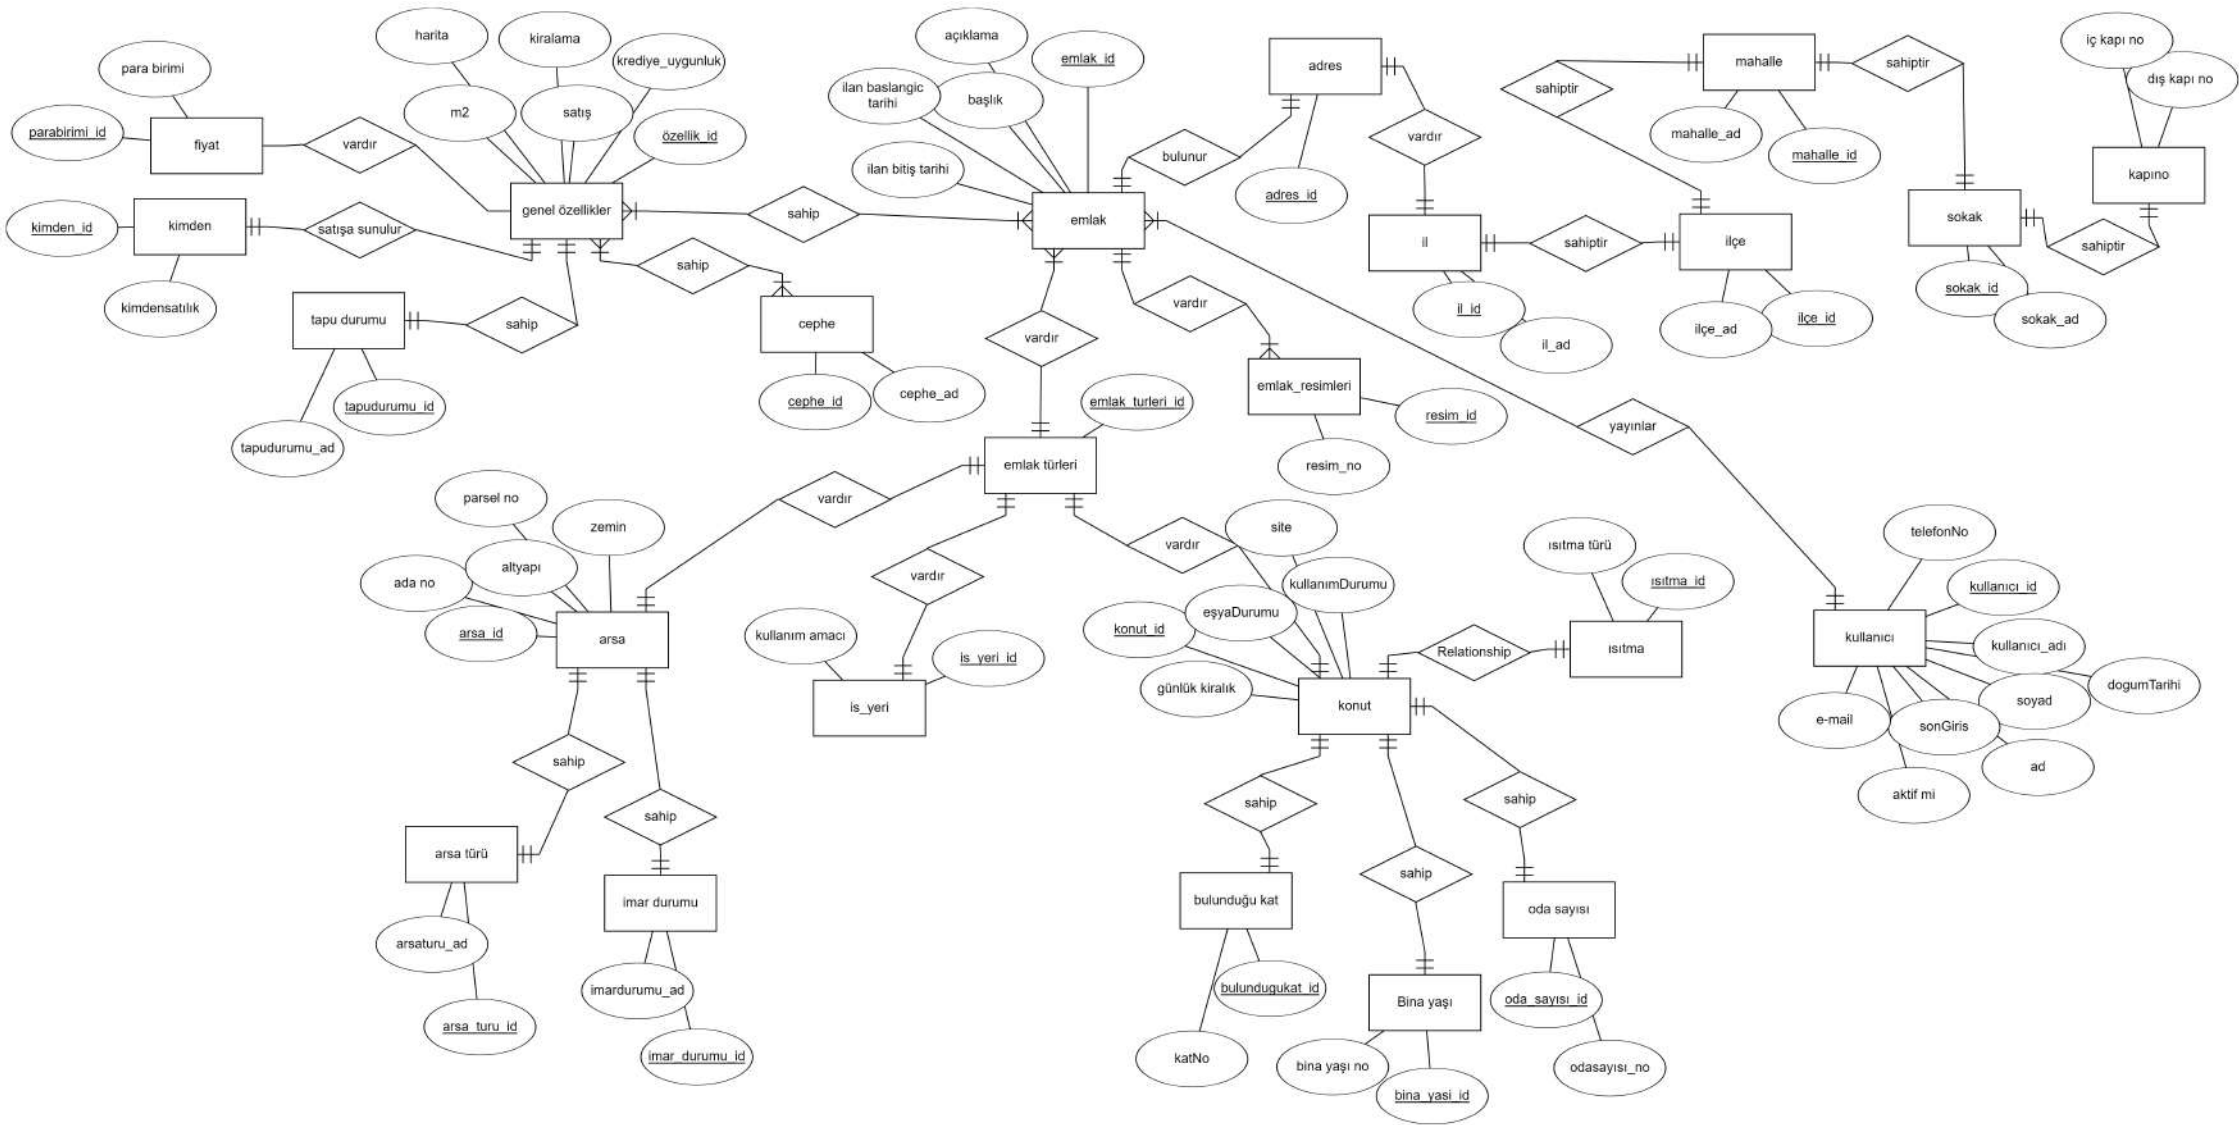 harita
kiralama
krediye_uygunluk
para birimi
m2
satış
parabirimi_id
fiyat
vardır
özellik_id
açıklama
emlak_id
ilan baslangic
tarihi
başlık
ilan bitiş tarihi
adres
bulunur
vardır
adres_id
mahalle
sahiptir
sahiptir
mahalle_ad
mahalle_id
iç kapı no
dış kapı no
kapıno
kimden_id
kimden
satışa sunulur
genel özellikler
sahip
emlak
il
sahiptir
ilçe
sokak
sahiptir
kimdensatılık
tapu durumu
sahip
sahip
cephe
vardır
vardır
il_id
il_ad
ilçe_ad
ilçe_id
sokak_id
sokak_ad
tapudurumu_ad
tapudurumu_id
cephe_id
cephe_ad
emlak_turleri_id
emlak_resimleri
resim_id
resim_no
yayınlar
emlak türleri
parsel no
vardır
zemin
ada no
altyapı
arsa_id
arsa
vardır
vardır
site
kullanımDurumu
eşyaDurumu
konut_id
günlük kiralık
konut
ısıtma türü
ısıtma_id
Relationship
ısıtma
telefonNo
kullanıcı_id
kullanıcı
kullanıcı_adı
dogumTarihi
soyad
e-mail
sonGiris
ad
aktif mi
kullanım amacı
is_yeri_id
is_yeri
sahip
sahip
sahip
sahip
sahip
arsa türü
imar durumu
bulunduğu kat
oda sayısı
arsaturu_ad
arsa_turu_id
imardurumu_ad
imar_durumu_id
bulundugukat_id
katNo
Bina yaşı
bina yaşı no
bina_yasi_id
oda_sayısı_id
odasayısı_no